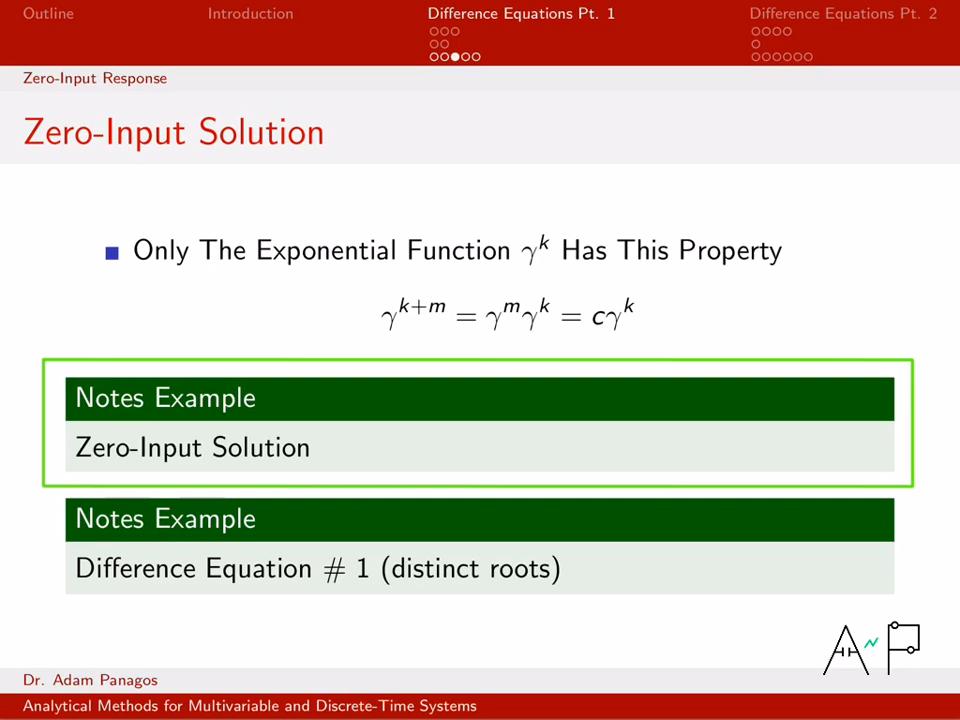 Outline Introduction Difference Equations Pt. 1 Difference Equations Pt. 2
Zero-Input Response
Zero-Input Solution
Only The Exponential Function γ^k Has This Property
γ^{k+m} = γ^m γ^k = cγ^k
Notes Example
Zero-Input Solution
Notes Example
Difference Equation # 1 (distinct roots)
AP
Dr. Adam Panagos
Analytical Methods for Multivariable and Discrete-Time Systems